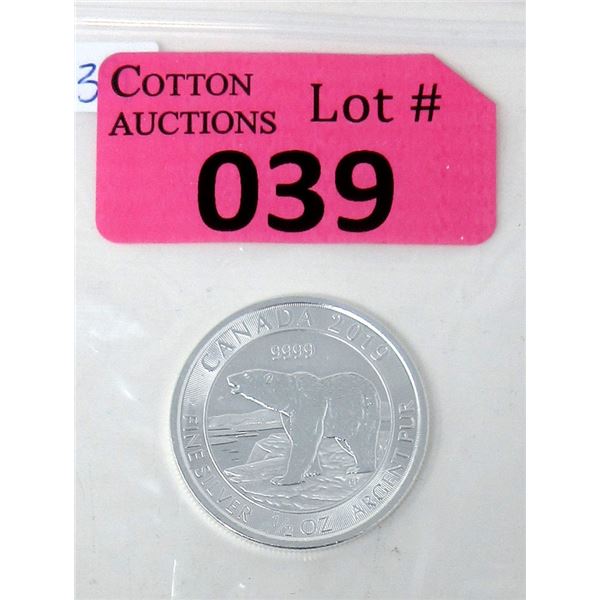 3
COTTON
AUCTIONS
Lot #
039
CANADA 2019
9999
FINE SILVER 1/2 OZ ARGENT PUR